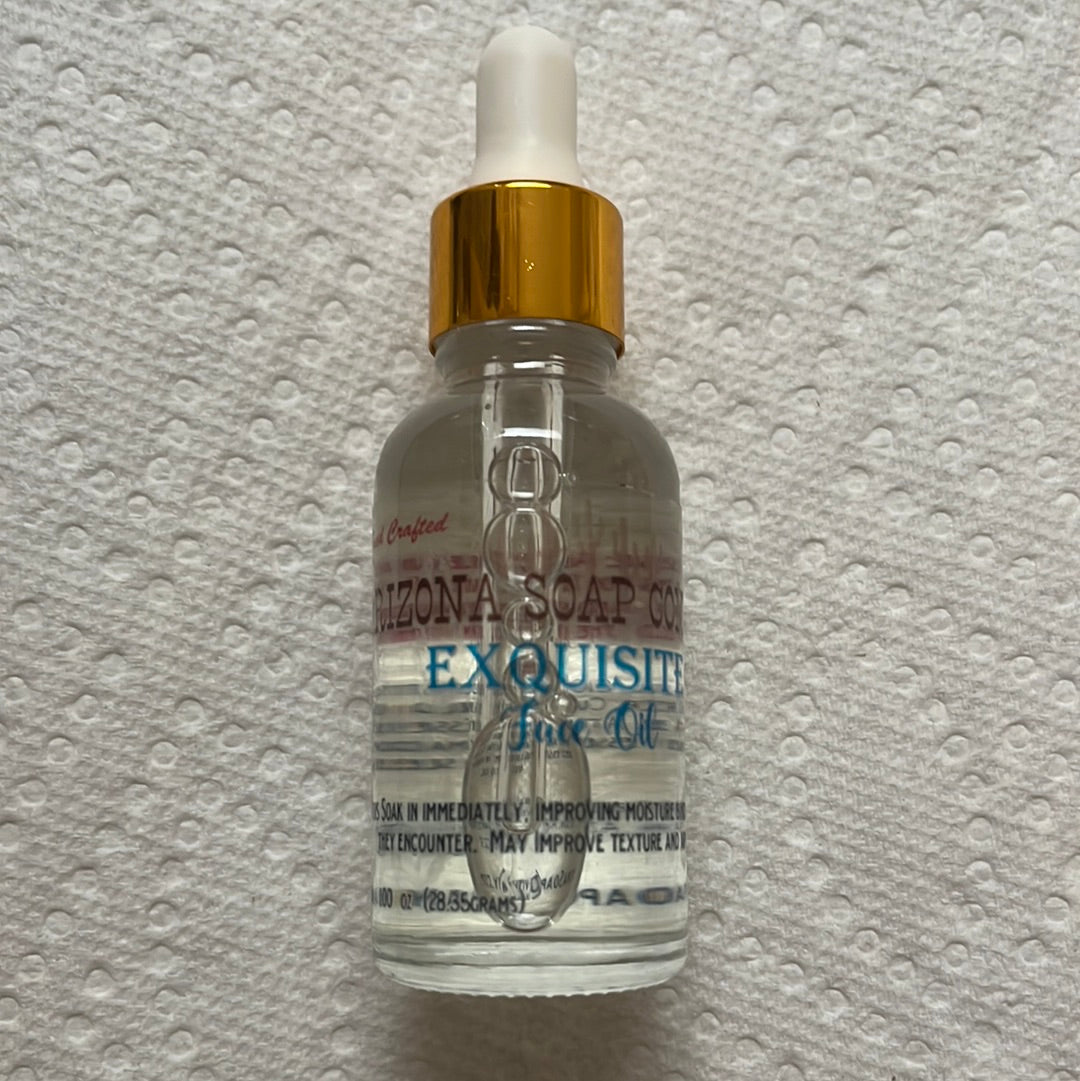 Crafted
RIZONA SOAP CO
EXQUISITE
Face Oil
SOAK IN IMMEDIATELY, IMPROVING MOISTURE
THEY ENCOUNTER. MAY IMPROVE TEXTURE AND
100 OZ (28.35GRAMS)